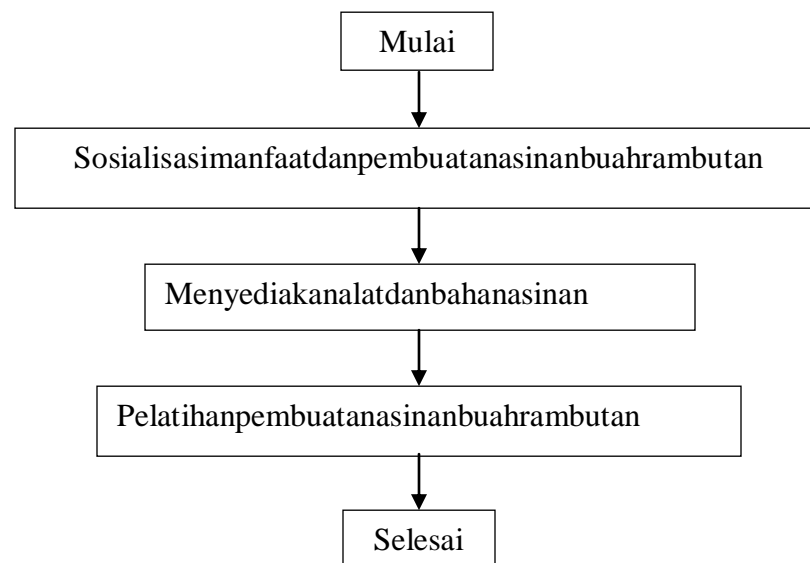 Mulai
Sosialisasimanfaatdanpembuatanasinanbuahrambutan
Menyediakanalatdanbahanasinan
Pelatihanpembuatanasinanbuahrambutan
Selesai